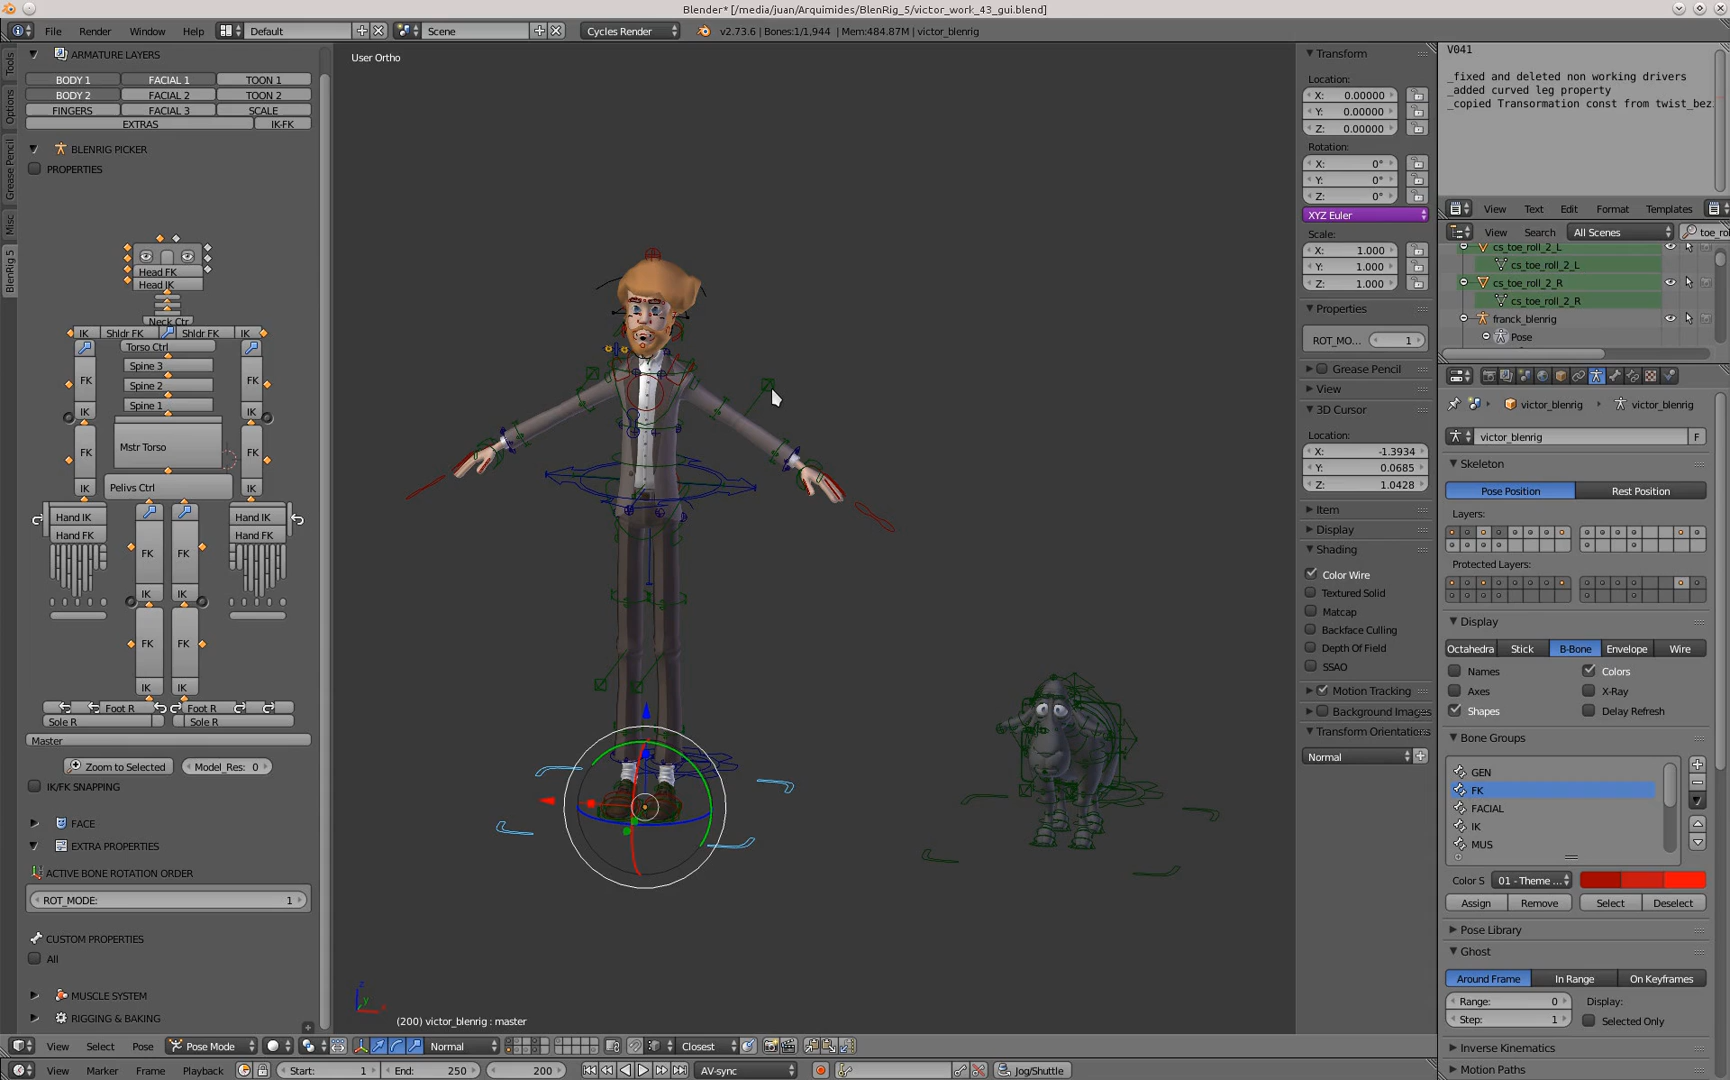 Blender* [/media/juan/Arquimides/BlenRig_5/victor_work_43_gui.blend]
File Render Window Help Default Scene Cycles Render v2.73.6 | Bones:1/1,944 | Mem:484.87M | victor_blenrig
Tools
Options
Grease Pencil
Misc
BlenRig 5
ARMATURE LAYERS
BODY 1 FACIAL 1 TOON 1
BODY 2 FACIAL 2 TOON 2
FINGERS FACIAL 3 SCALE
EXTRAS IK-FK
BLENRIG PICKER
PROPERTIES
Head FK
Head IK
Neck Ctr
IK Shldr FK Shldr FK IK
Torso Ctrl
Spine 3
FK FK
Spine 2
Spine 1
IK IK
Mstr Torso
FK FK
Pelivs Ctrl
IK IK
Hand IK Hand IK
Hand FK Hand FK
FK FK
IK IK
FK FK
IK IK
Foot R Foot R
Sole R Sole R
Master
Zoom to Selected Model_Res: 0
IK/FK SNAPPING
FACE
EXTRA PROPERTIES
ACTIVE BONE ROTATION ORDER
ROT_MODE: 1
CUSTOM PROPERTIES
All
MUSCLE SYSTEM
RIGGING & BAKING
User Ortho
(200) victor_blenrig : master
Transform
Location:
X: 0.00000
Y: 0.00000
Z: 0.00000
Rotation:
X: 0°
Y: 0°
Z: 0°
XYZ Euler
Scale:
X: 1.000
Y: 1.000
Z: 1.000
Properties
ROT_MO... 1
Grease Pencil
View
3D Cursor
Location:
X: -1.3934
Y: 0.0685
Z: 1.0428
Item
Display
Shading
Color Wire
Textured Solid
Matcap
Backface Culling
Depth Of Field
SSAO
Motion Tracking
Background Images
Transform Orientations
Normal
V041
_fixed and deleted non working drivers
_added curved leg property
_copied Transormation const from twist_bez
View Text Edit Format Templates
View Search All Scenes toe_ro
cs_toe_roll_2_L
cs_toe_roll_2_L
cs_toe_roll_2_R
cs_toe_roll_2_R
franck_blenrig
Pose
victor_blenrig victor_blenrig
victor_blenrig F
Skeleton
Pose Position Rest Position
Layers:
Protected Layers:
Display
Octahedra Stick B-Bone Envelope Wire
Names Colors
Axes X-Ray
Shapes Delay Refresh
Bone Groups
GEN
FK
FACIAL
IK
MUS
Color S 01 - Theme ...
Assign Remove Select Deselect
Pose Library
Ghost
Around Frame In Range On Keyframes
Range: 0 Display:
Step: 1 Selected Only
Inverse Kinematics
Motion Paths
View Select Pose Pose Mode Normal Closest
View Marker Frame Playback Start: 1 End: 250 200 AV-sync Jog/Shuttle